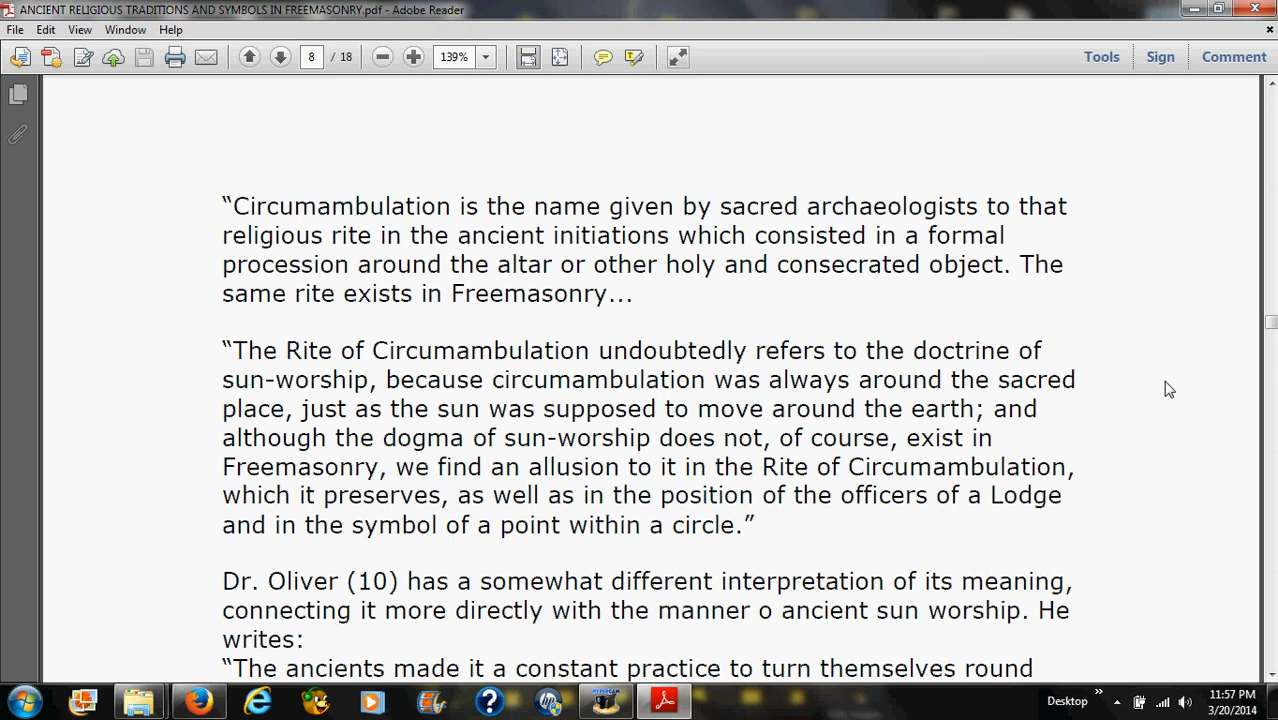 ANCIENT RELIGIOUS TRADITIONS AND SYMBOLS IN FREEMASONRY.pdf - Adobe Reader
File Edit View Window Help
8 / 18 139% Tools Sign Comment
“Circumambulation is the name given by sacred archaeologists to that
religious rite in the ancient initiations which consisted in a formal
procession around the altar or other holy and consecrated object. The
same rite exists in Freemasonry...
“The Rite of Circumambulation undoubtedly refers to the doctrine of
sun-worship, because circumambulation was always around the sacred
place, just as the sun was supposed to move around the earth; and
although the dogma of sun-worship does not, of course, exist in
Freemasonry, we find an allusion to it in the Rite of Circumambulation,
which it preserves, as well as in the position of the officers of a Lodge
and in the symbol of a point within a circle.”
Dr. Oliver (10) has a somewhat different interpretation of its meaning,
connecting it more directly with the manner o ancient sun worship. He
writes:
“The ancients made it a constant practice to turn themselves round
Desktop 11:57 PM
3/20/2014